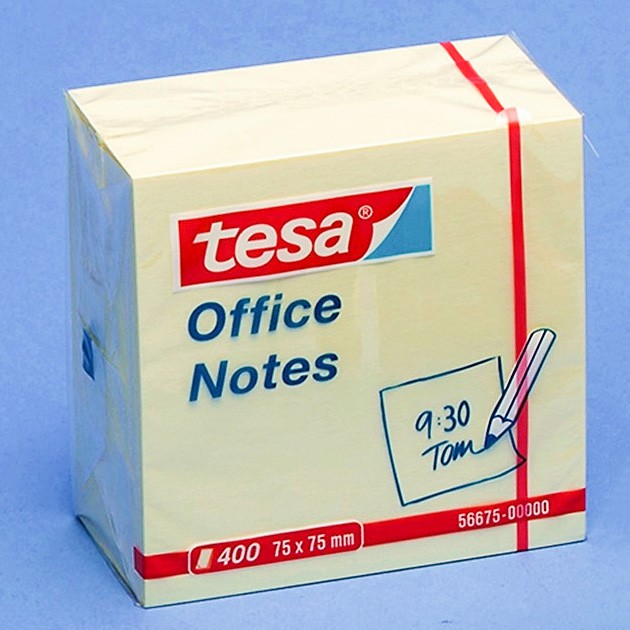 tesa®
Office
Notes
9:30
Tom
56675-00000
400 75 x 75 mm